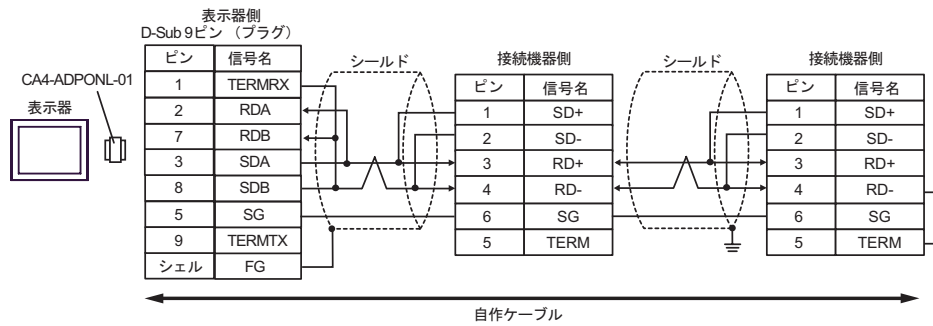 表示器側
D-Sub 9ピン （プラグ）
CA4-ADPONL-01
表示器
ピン 信号名
1 TERMRX
2 RDA
7 RDB
3 SDA
8 SDB
5 SG
9 TERMTX
シェル FG
シールド
接続機器側
ピン 信号名
1 SD+
2 SD-
3 RD+
4 RD-
6 SG
5 TERM
シールド
接続機器側
ピン 信号名
1 SD+
2 SD-
3 RD+
4 RD-
6 SG
5 TERM
自作ケーブル